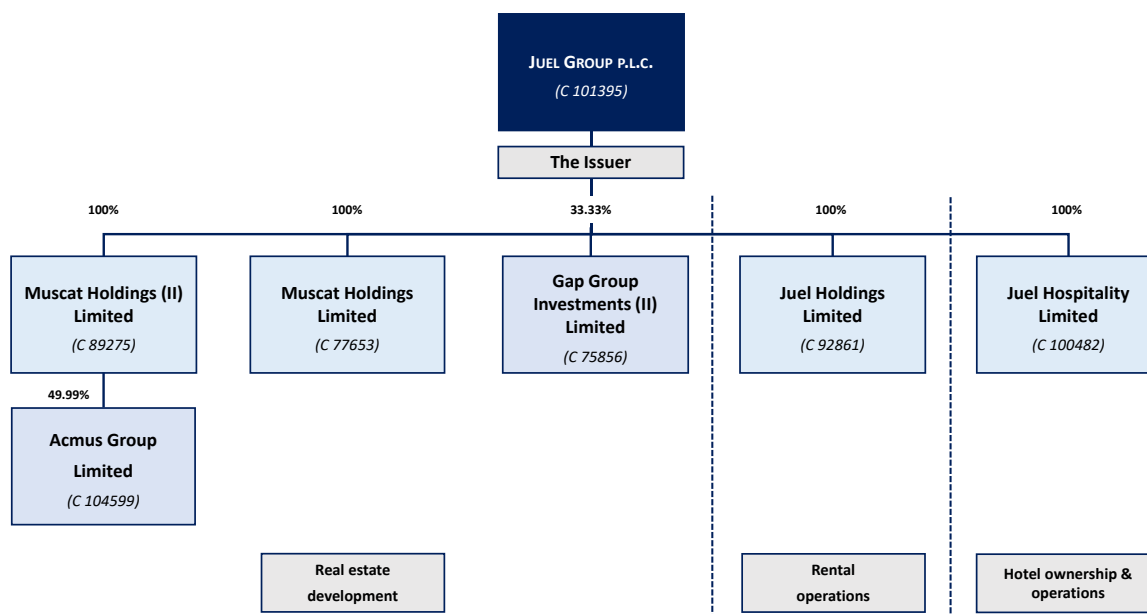 JUEL GROUP P.L.C.
(C 101395)
The Issuer
100%
100%
33.33%
100%
100%
Muscat Holdings (II)
Limited
(C 89275)
Muscat Holdings
Limited
(C 77653)
Gap Group
Investments (II)
Limited
(C 75856)
Juel Holdings
Limited
(C 92861)
Juel Hospitality
Limited
(C 100482)
49.99%
Acmus Group
Limited
(C 104599)
Real estate
development
Rental
operations
Hotel ownership &
operations